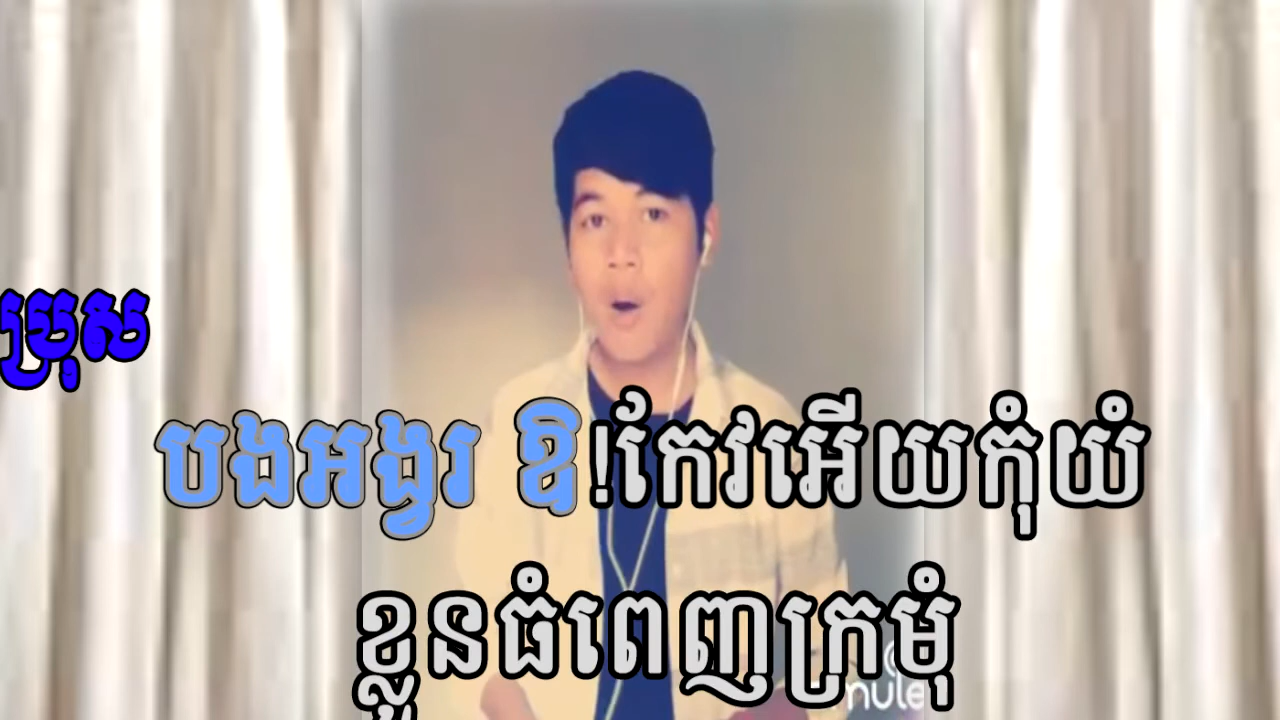 ប្រុស
បងអង្វរ ឱ!កែវអើយកុំយំ
ខ្លួនធំពេញក្រមុំ